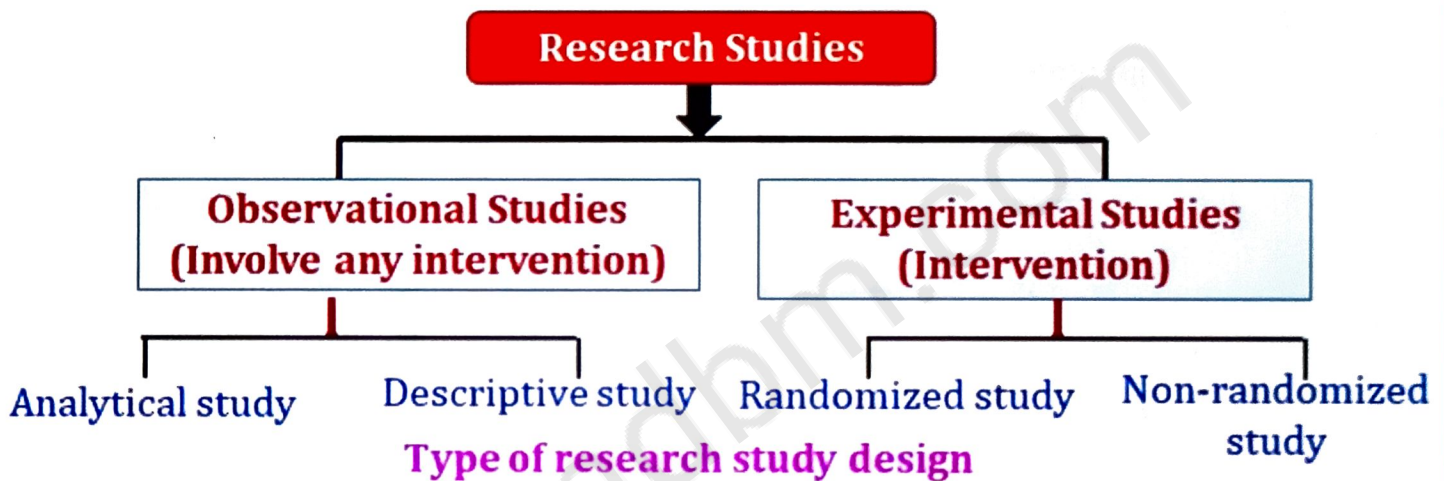 Research Studies
Observational Studies
(Involve any intervention)
Experimental Studies
(Intervention)
Analytical study
Descriptive study
Randomized study
Non-randomized
study
Type of research study design